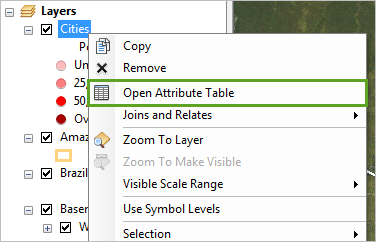 Layers
Cities
Copy
Remove
Open Attribute Table
Joins and Relates
Zoom To Layer
Zoom To Make Visible
Visible Scale Range
Use Symbol Levels
Selection
Po
Un
25,
50,
Ov
Amaz
Brazil
Basem
W